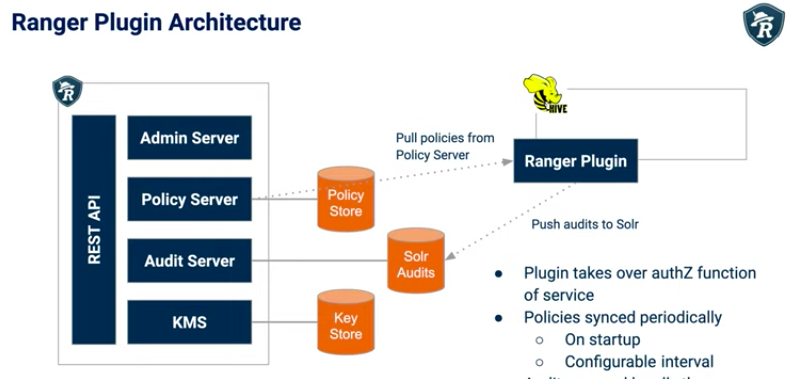 Ranger Plugin Architecture
R
R
HIVE
REST API
Admin Server
Policy Server
Audit Server
KMS
Policy
Store
Solr
Audits
Key
Store
Pull policies from
Policy Server
Ranger Plugin
Push audits to Solr
● Plugin takes over authZ function
of service
● Policies synced periodically
○ On startup
○ Configurable interval